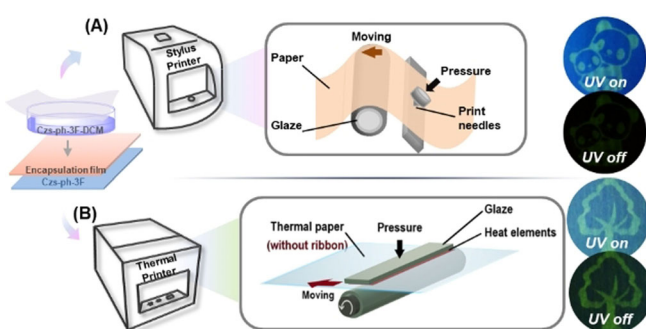 (A)
Stylus
Printer
Moving
Paper
Pressure
Glaze
Print
needles
UV on
UV off
Czs-ph-3F-DCM
Encapsulation film
Czs-ph-3F
(B)
Thermal
Printer
Thermal paper
(without ribbon)
Pressure
Glaze
Heat elements
Moving
UV on
UV off